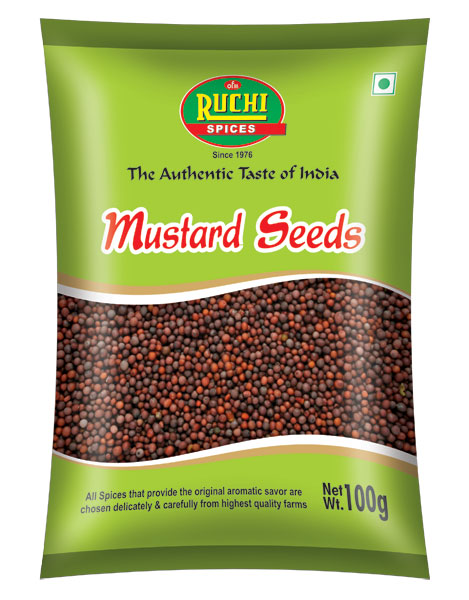 OFIL
RUCHI
SPICES
Since 1976
The Authentic Taste of India
Mustard Seeds
All Spices that provide the original aromatic savor are
chosen delicately & carefully from highest quality farms
Net
Wt. 100g